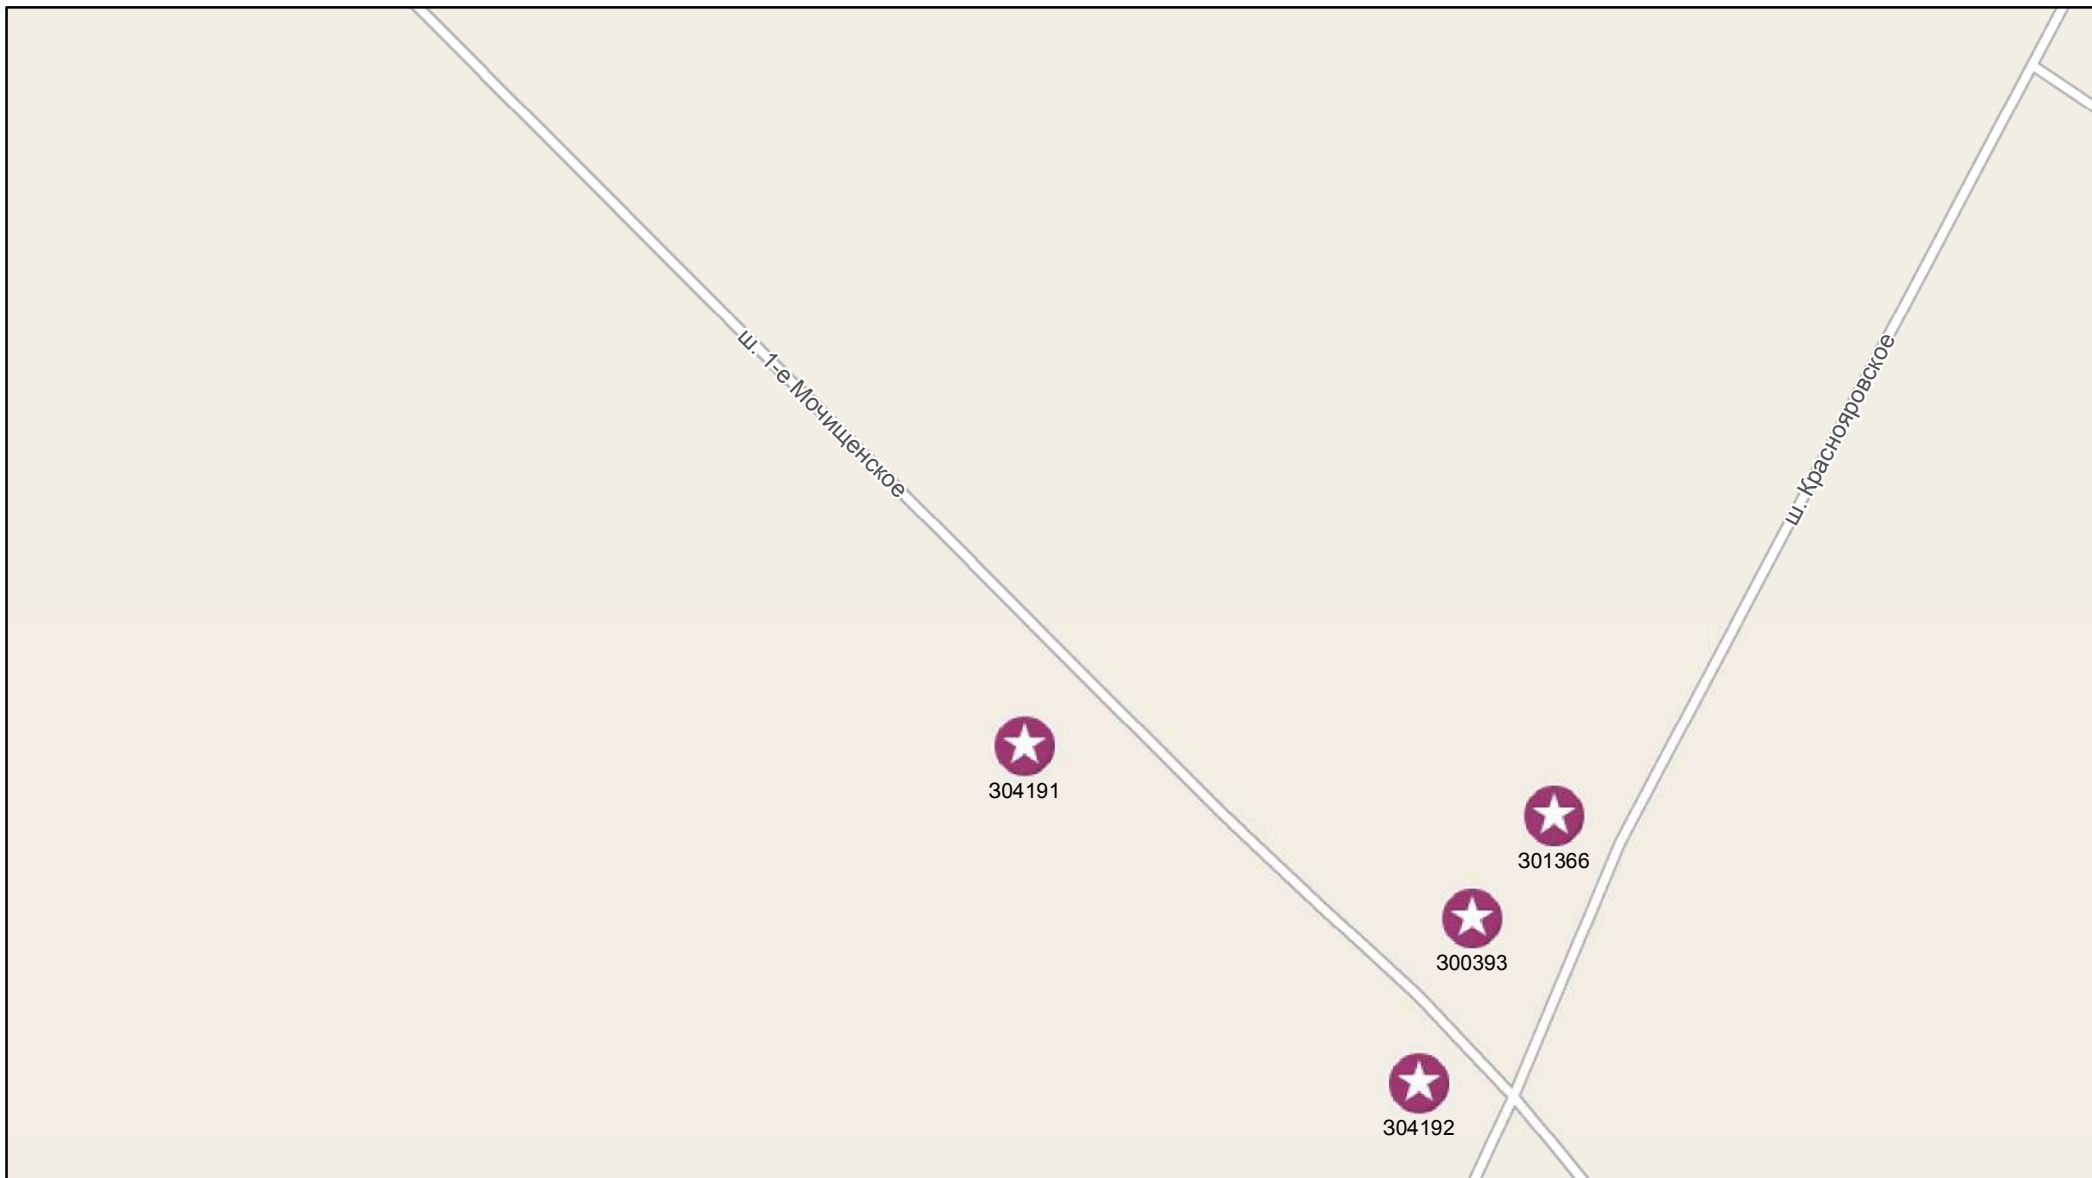 ш. 1-е Мочищенское
ш. Краснояровское
304191
301366
300393
304192